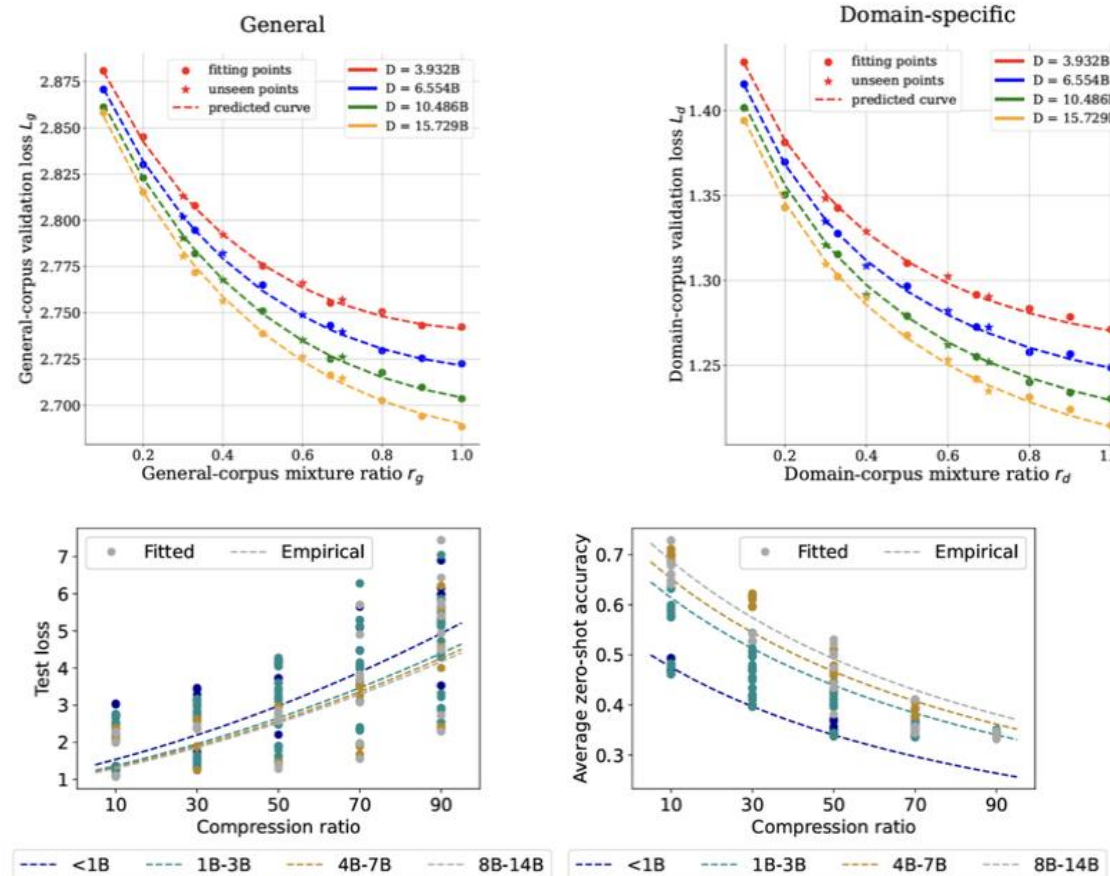 General
General-corpus validation loss L_g
2.875
2.850
2.825
2.800
2.775
2.750
2.725
2.700
fitting points
unseen points
predicted curve
D = 3.932B
D = 6.554B
D = 10.486B
D = 15.729B
0.2 0.4 0.6 0.8 1.0
General-corpus mixture ratio r_g
Domain-specific
Domain-corpus validation loss L_d
1.40
1.35
1.30
1.25
fitting points
unseen points
predicted curve
D = 3.932B
D = 6.554B
D = 10.486B
D = 15.729B
0.2 0.4 0.6 0.8 1.
Domain-corpus mixture ratio r_d
Test loss
7
6
5
4
3
2
1
Fitted Empirical
10 30 50 70 90
Compression ratio
<1B 1B-3B 4B-7B 8B-14B
Average zero-shot accuracy
0.7
0.6
0.5
0.4
0.3
Fitted Empirical
10 30 50 70 90
Compression ratio
<1B 1B-3B 4B-7B 8B-14B